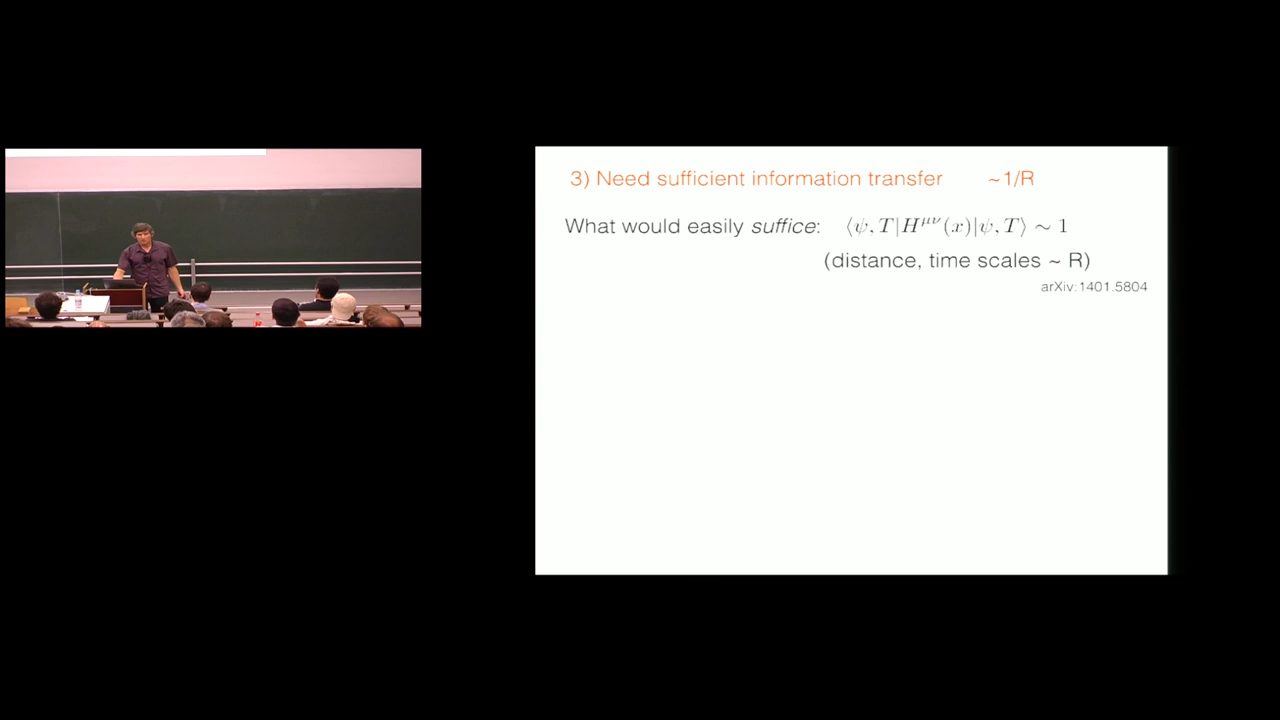 3) Need sufficient information transfer ~1/R
What would easily suffice: ⟨ψ, T|H^{μν}(x)|ψ, T⟩ ∼ 1
(distance, time scales ~ R)
arXiv:1401.5804